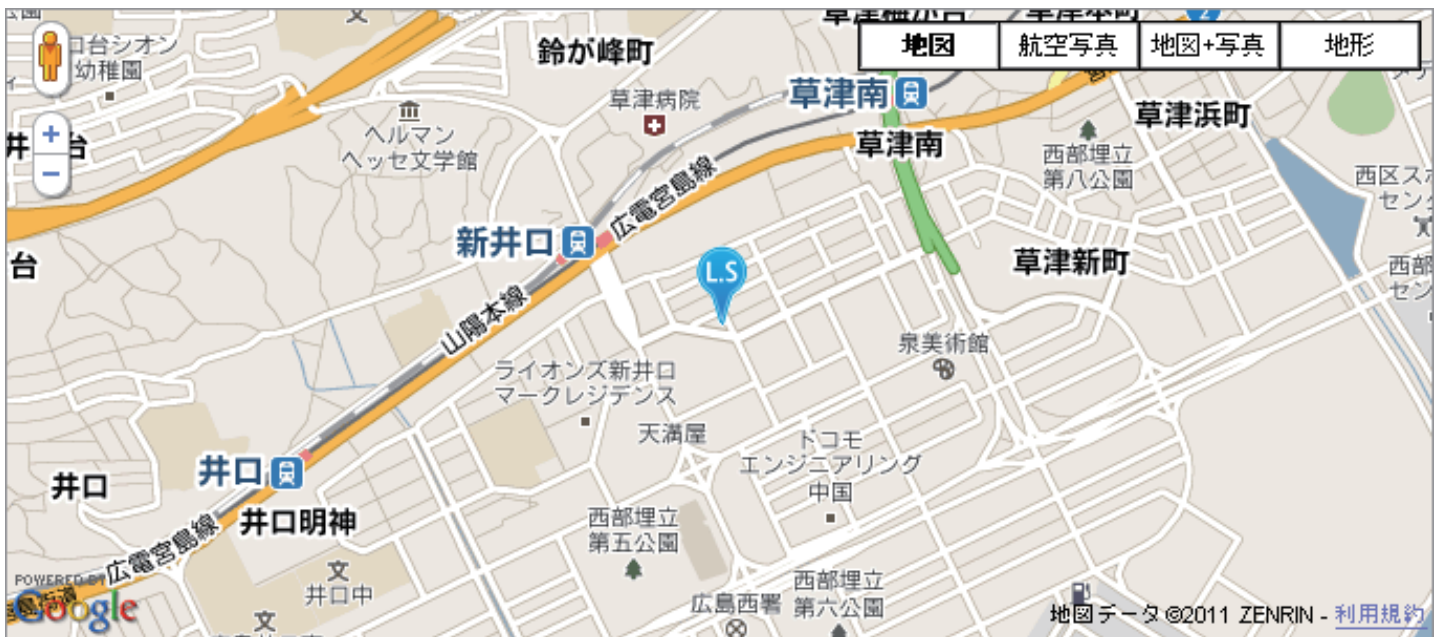 地図
航空写真
地図+写真
地形
口台シオン
幼稚園
鈴が峰町
草津南
草津浜町
草津病院
ヘルマン
ヘッセ文学館
草津南
西部埋立
第八公園
広電宮島線
新井口
L.S
草津新町
台
山陽本線
泉美術館
ライオンズ新井口
マークレジデンス
天満屋
ドコモ
エンジニアリング
中国
井口
井口
井口明神
西部埋立
第五公園
広電宮島線
井口中
西部埋立
第六公園
広島西署
POWERED BY
Google
地図データ ©2011 ZENRIN - 利用規約